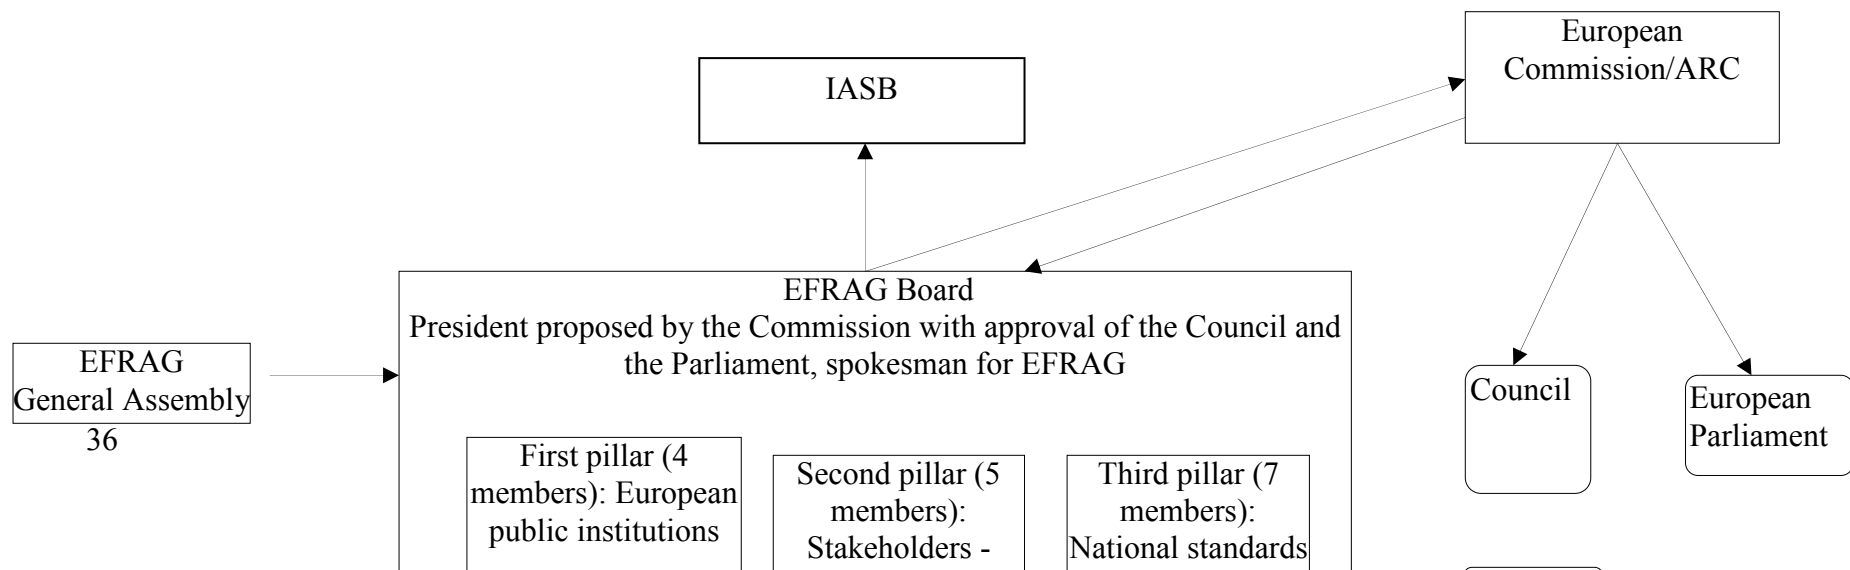 European
Commission/ARC
IASB
EFRAG Board
President proposed by the Commission with approval of the Council and
the Parliament, spokesman for EFRAG
EFRAG
General Assembly
36
Council
European
Parliament
First pillar (4
members): European
public institutions
Second pillar (5
members):
Stakeholders -
Third pillar (7
members):
National standards